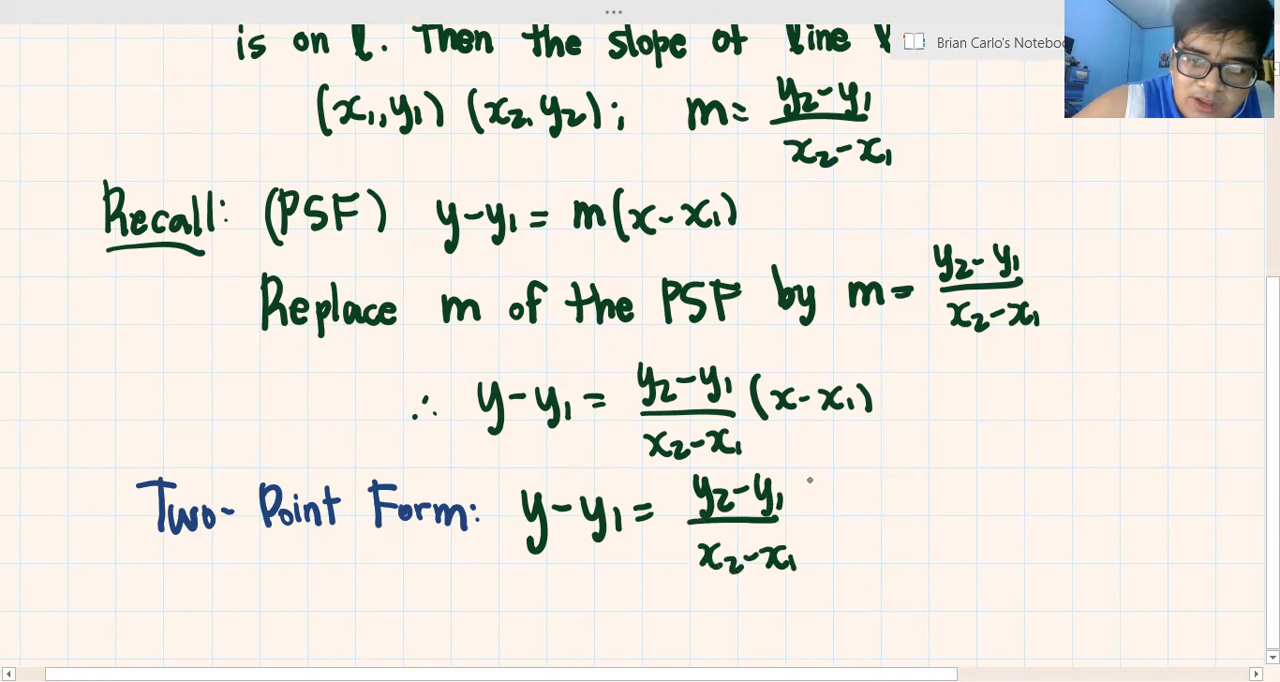 is on l. Then the slope of line l
Brian Carlo's Notebo
(x₁, y₁) (x₂, y₂); m= (y₂-y₁)/(x₂-x₁)
Recall: (PSF) y-y₁ = m(x-x₁)
Replace m of the PSF by m= (y₂-y₁)/(x₂-x₁)
∴ y-y₁ = (y₂-y₁)/(x₂-x₁) (x-x₁)
Two-Point Form: y-y₁ = (y₂-y₁)/(x₂-x₁)